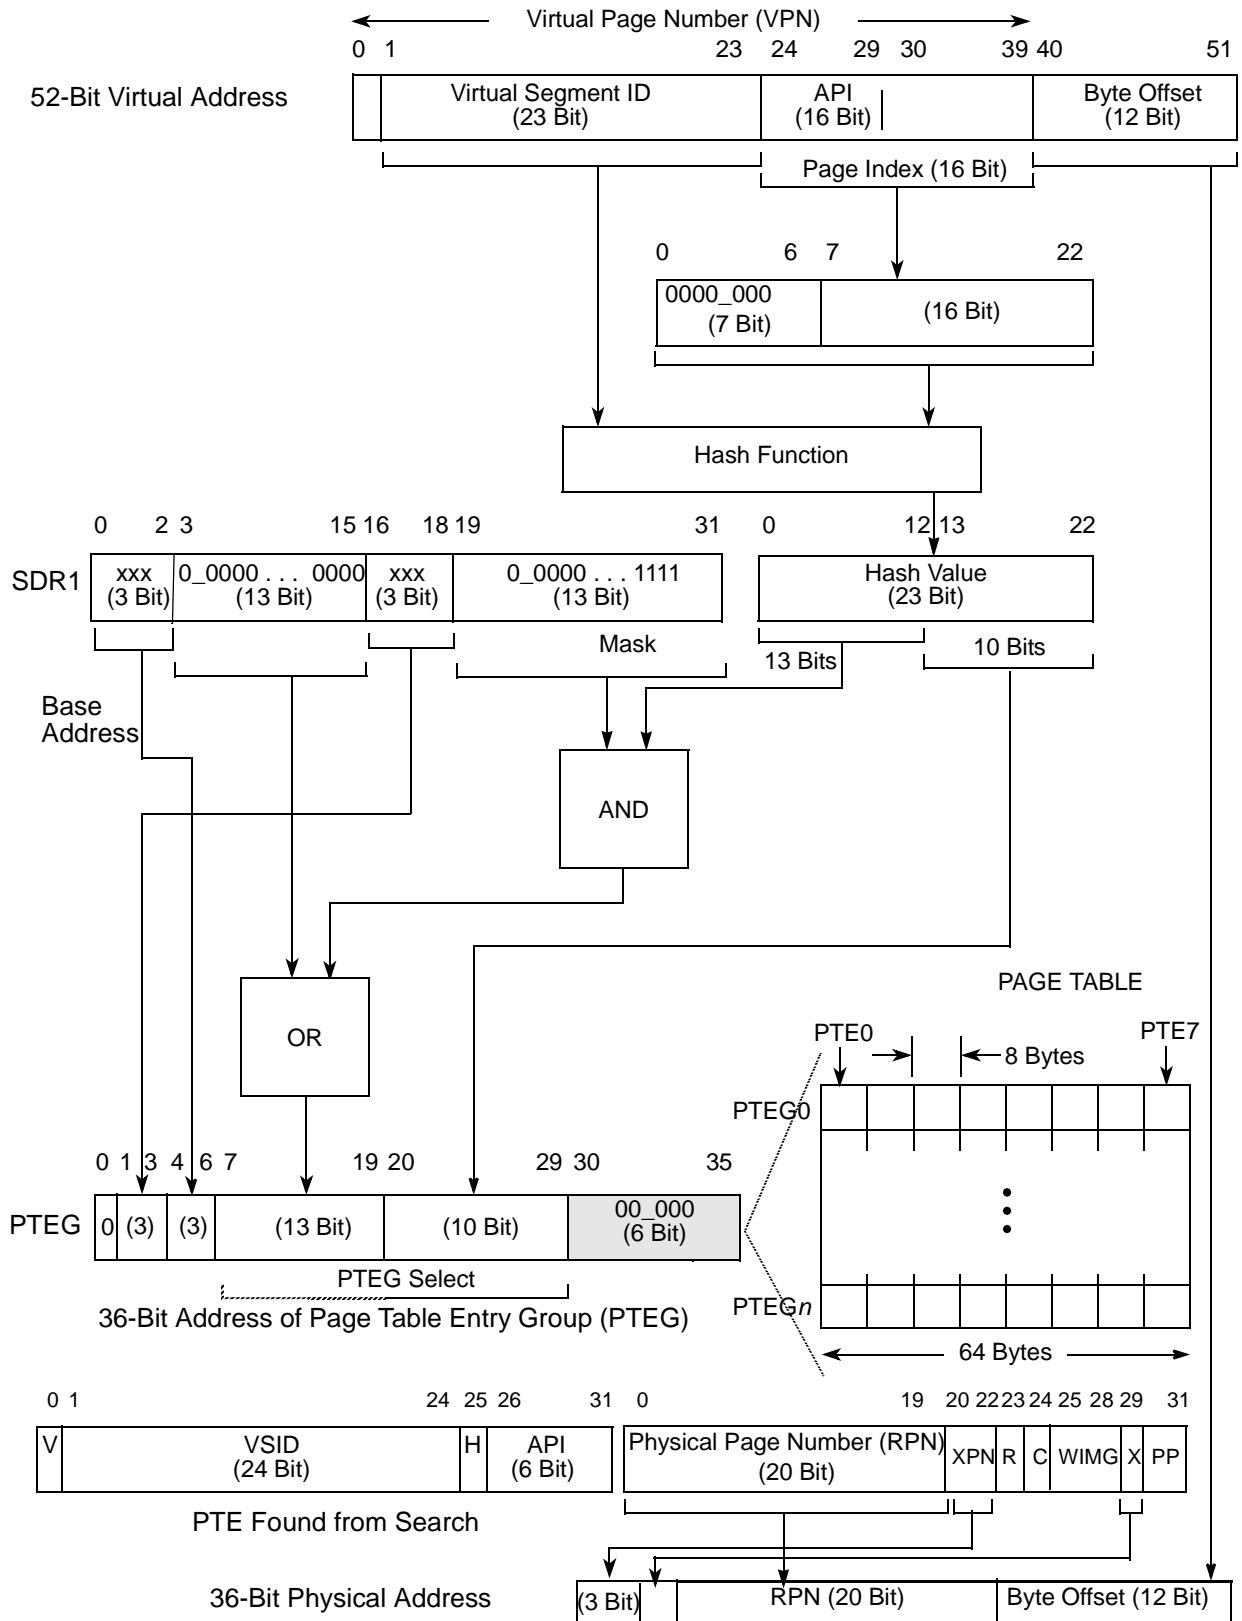 Virtual Page Number (VPN)
0 1 23 24 29 30 39 40 51
52-Bit Virtual Address
Virtual Segment ID API Byte Offset
(23 Bit) (16 Bit) (12 Bit)
Page Index (16 Bit)
0 6 7 22
0000_000
(7 Bit) (16 Bit)
Hash Function
0 2 3 15 16 18 19 31 0 12 13 22
SDR1
xxx 0_0000 . . . 0000 xxx 0_0000 . . . 1111 Hash Value
(3 Bit) (13 Bit) (3 Bit) (13 Bit) (23 Bit)
Mask
13 Bits 10 Bits
Base
Address
AND
PAGE TABLE
OR
PTE0 PTE7
8 Bytes
PTEG0
0 1 3 4 6 7 19 20 29 30 35
PTEG 0 (3) (3) (13 Bit) (10 Bit) 00_000
(6 Bit)
PTEG Select
PTEGn
36-Bit Address of Page Table Entry Group (PTEG)
64 Bytes
0 1 24 25 26 31 0 19 20 22 23 24 25 28 29 31
V VSID H API Physical Page Number (RPN) XPN R C WIMG X PP
(24 Bit) (6 Bit) (20 Bit)
PTE Found from Search
36-Bit Physical Address (3 Bit) RPN (20 Bit) Byte Offset (12 Bit)